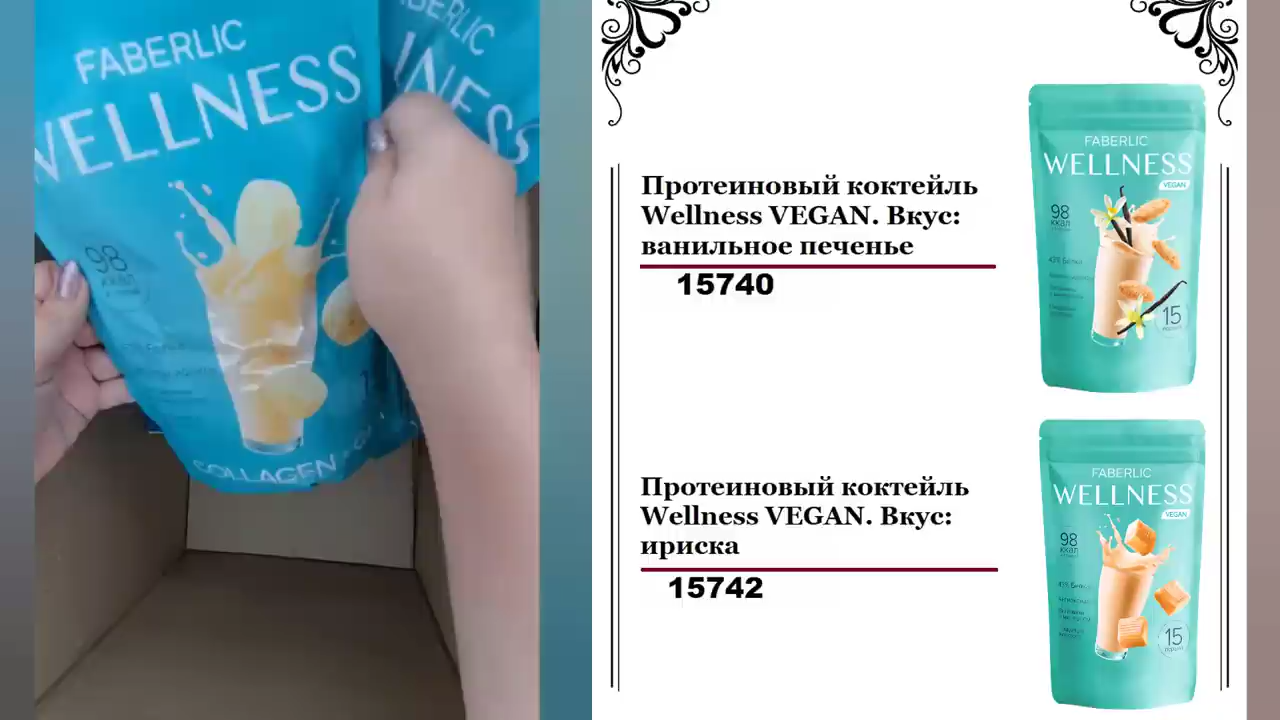 FABERLIC
WELLNESS
98
ккал
COLLAGEN
Протеиновый коктейль
Wellness VEGAN. Вкус:
ванильное печенье
15740
FABERLIC
WELLNESS
VEGAN
98
ккал
15
Протеиновый коктейль
Wellness VEGAN. Вкус:
ириска
15742
FABERLIC
WELLNESS
VEGAN
98
ккал
15